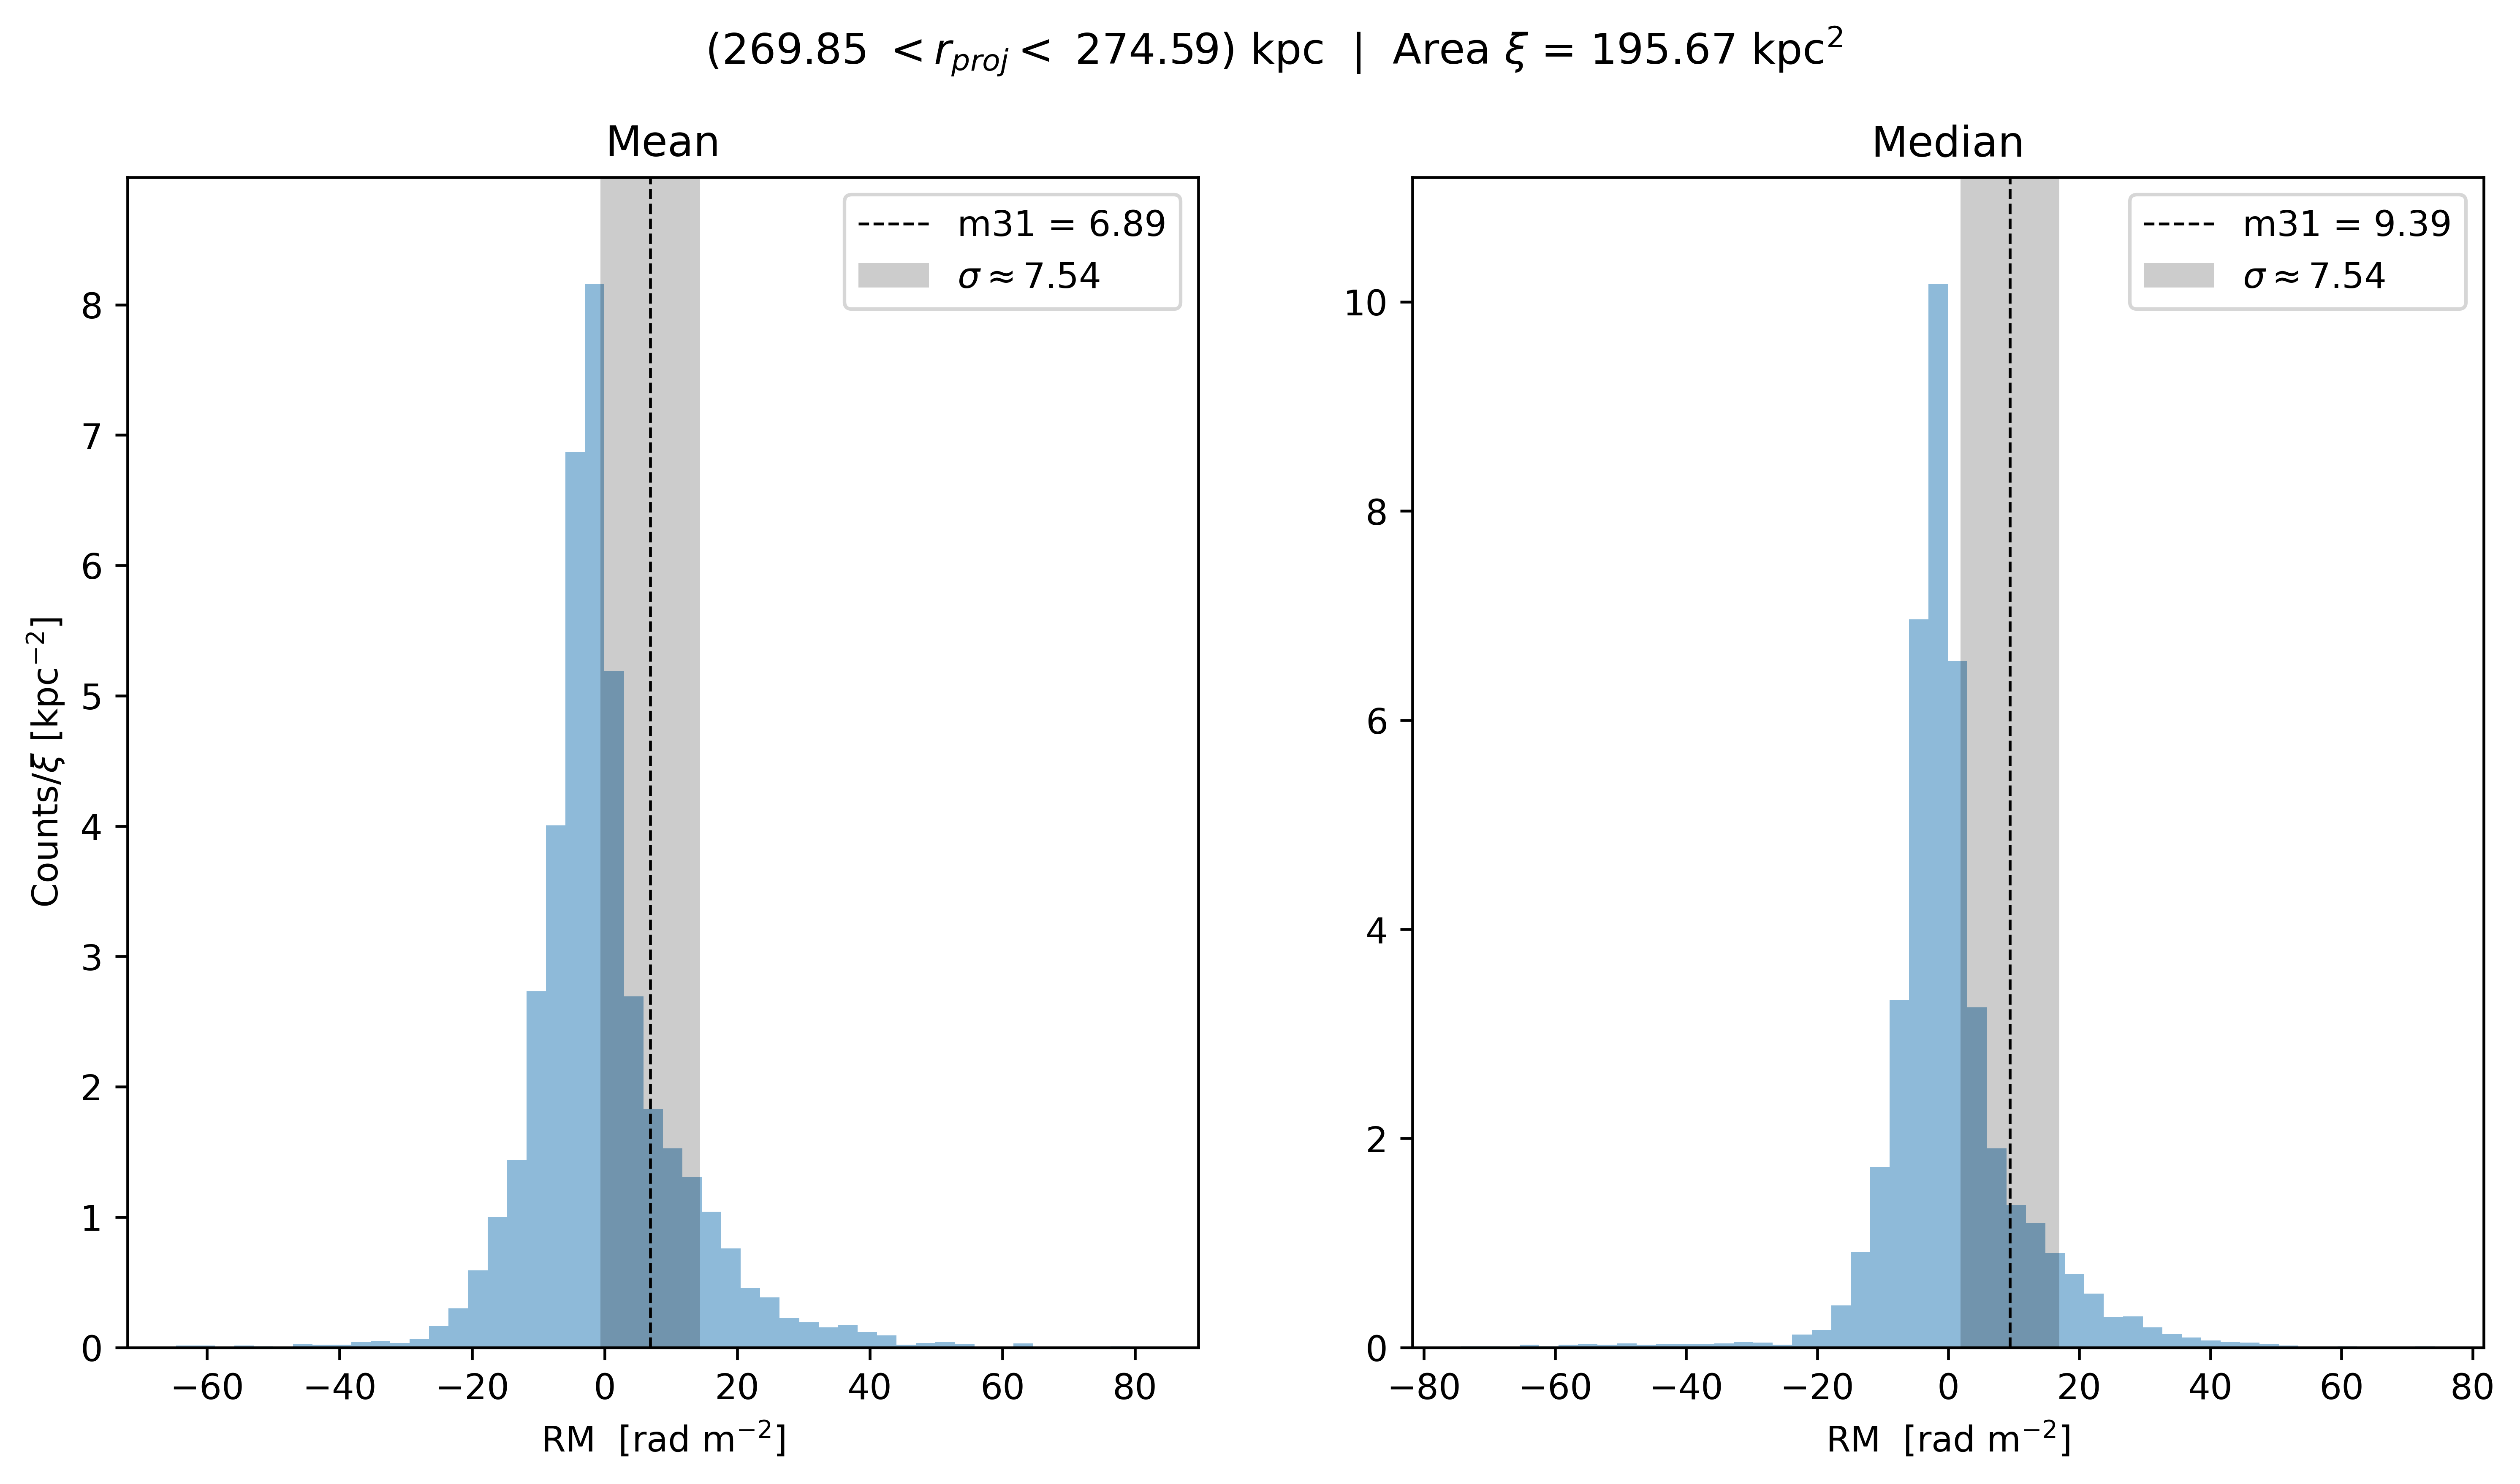 (269.85 < r_proj < 274.59) kpc | Area ξ = 195.67 kpc²
Mean
m31 = 6.89
σ ≈ 7.54
8
7
6
5
4
3
2
1
0
Counts/ξ [kpc⁻²]
−60 −40 −20 0 20 40 60 80
RM [rad m⁻²]
Median
m31 = 9.39
σ ≈ 7.54
10
8
6
4
2
0
−80 −60 −40 −20 0 20 40 60 80
RM [rad m⁻²]